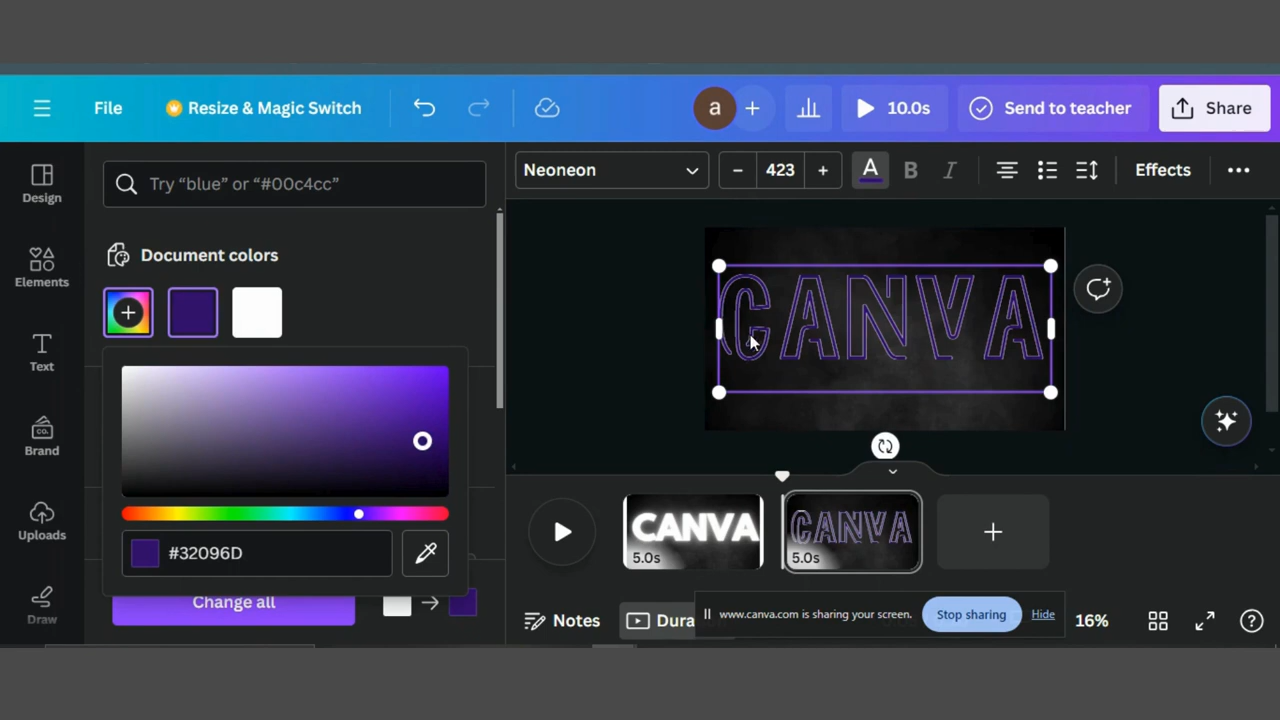 File
Resize & Magic Switch
a
10.0s
Send to teacher
Share
Design
Elements
Text
Brand
CO.
Uploads
Draw
Try “blue” or “#00c4cc”
Document colors
#32096D
Change all
Neoneon
423
A
B
I
Effects
CANVA
CANVA
5.0s
CANVA
5.0s
Notes
Dura
www.canva.com is sharing your screen.
Stop sharing
Hide
16%